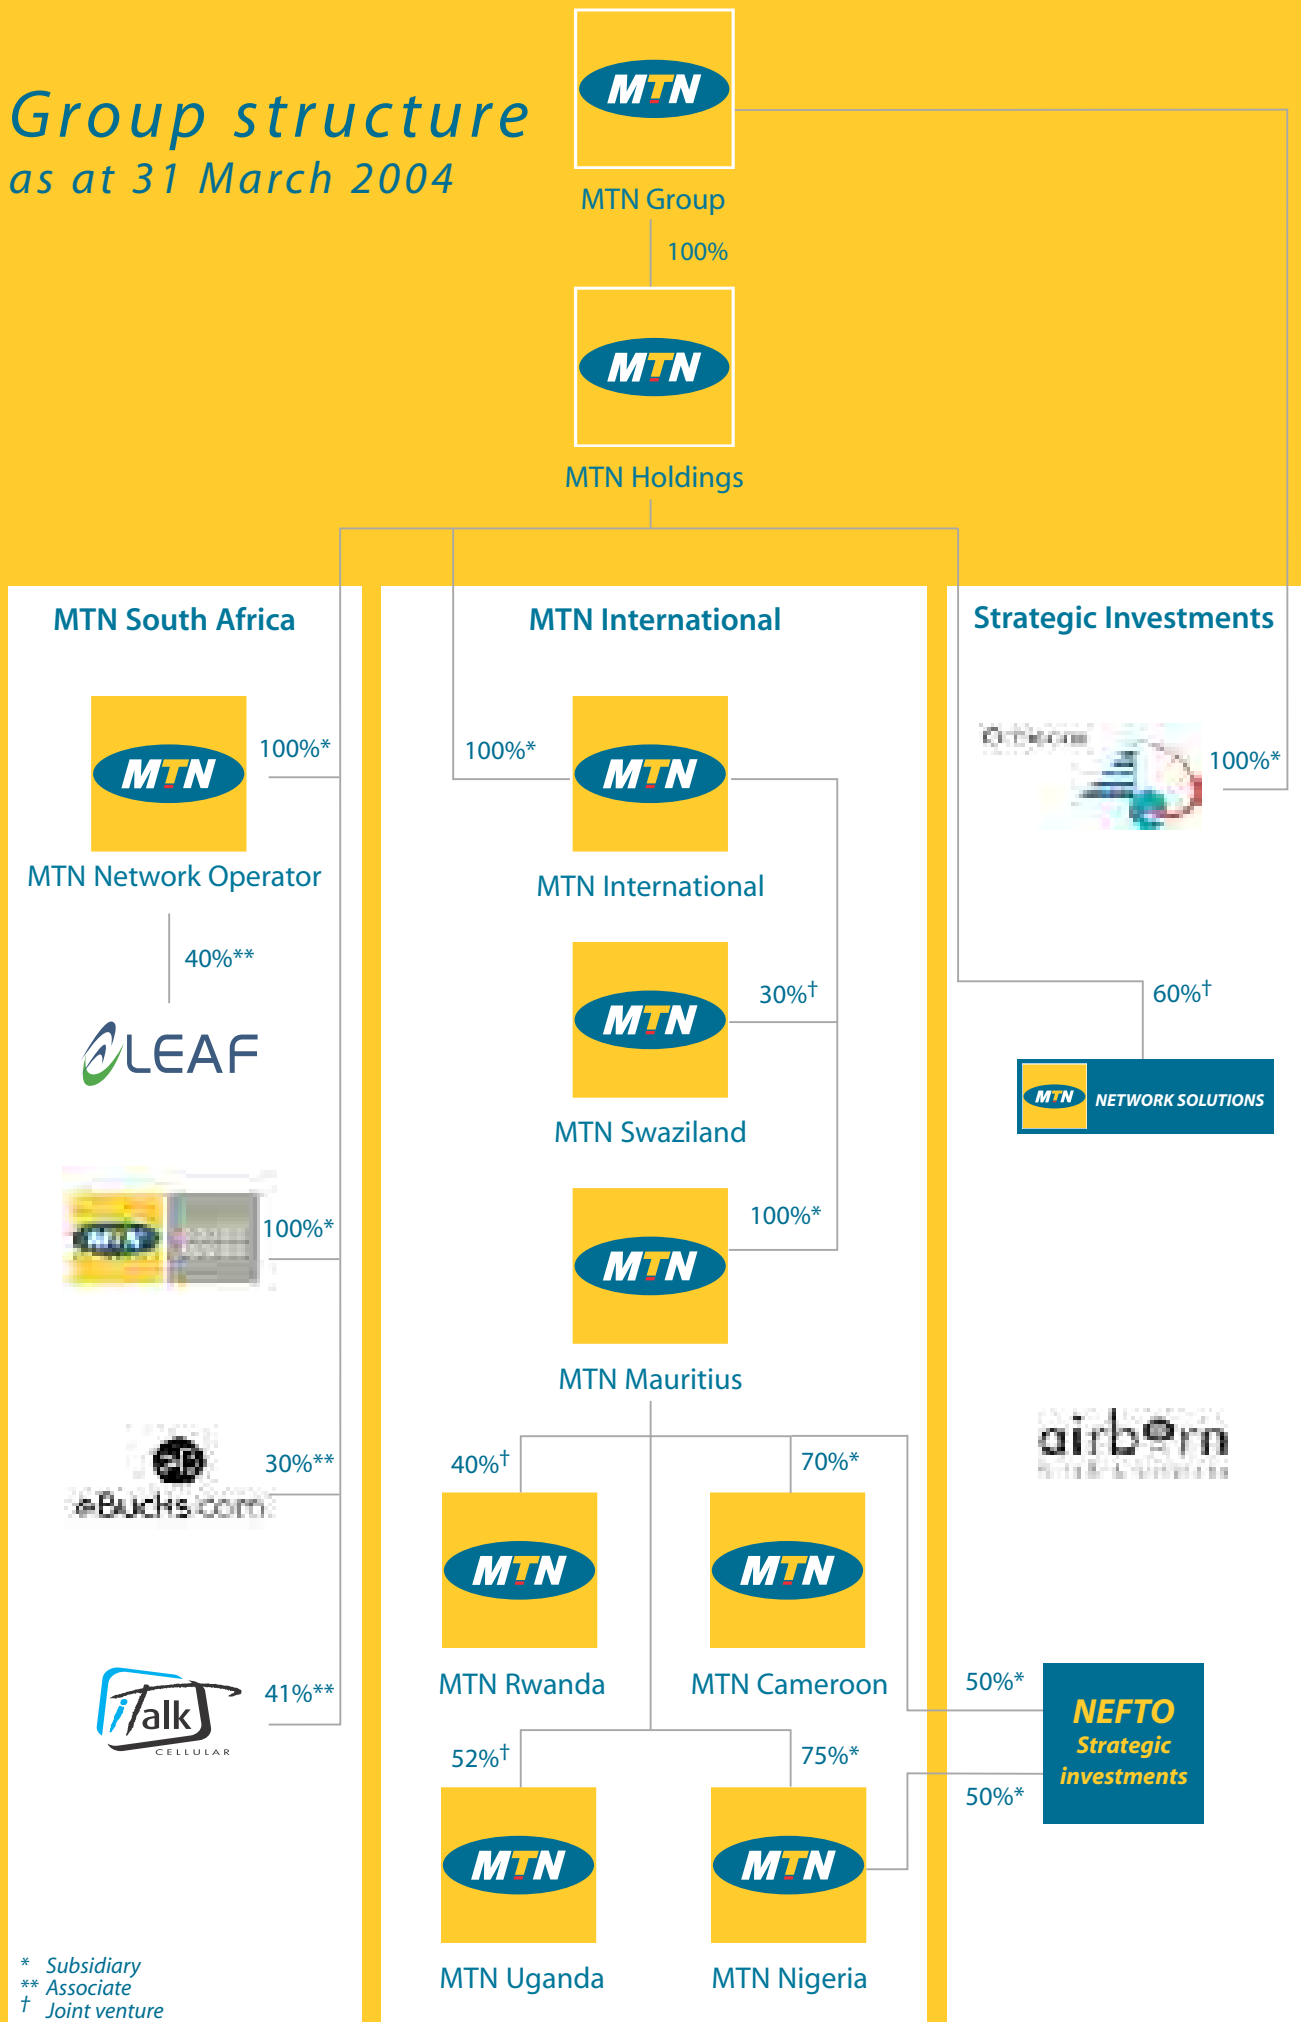 MTN
Group structure
as at 31 March 2004
MTN Group
100%
MTN
MTN Holdings
MTN South Africa
MTN
100%*
MTN Network Operator
40%**
LEAF
MTN
100%*
30%**
eBucks.com
iTalk
CELLULAR
41%**
* Subsidiary
** Associate
† Joint venture
MTN International
100%*
MTN
MTN International
MTN
30%†
MTN Swaziland
MTN
100%*
MTN Mauritius
40%†
70%*
MTN
MTN
MTN Rwanda
MTN Cameroon
52%†
75%*
MTN
MTN
MTN Uganda
MTN Nigeria
Strategic Investments
100%*
60%†
MTN NETWORK SOLUTIONS
airborn
50%*
50%*
NEFTO
Strategic
investments